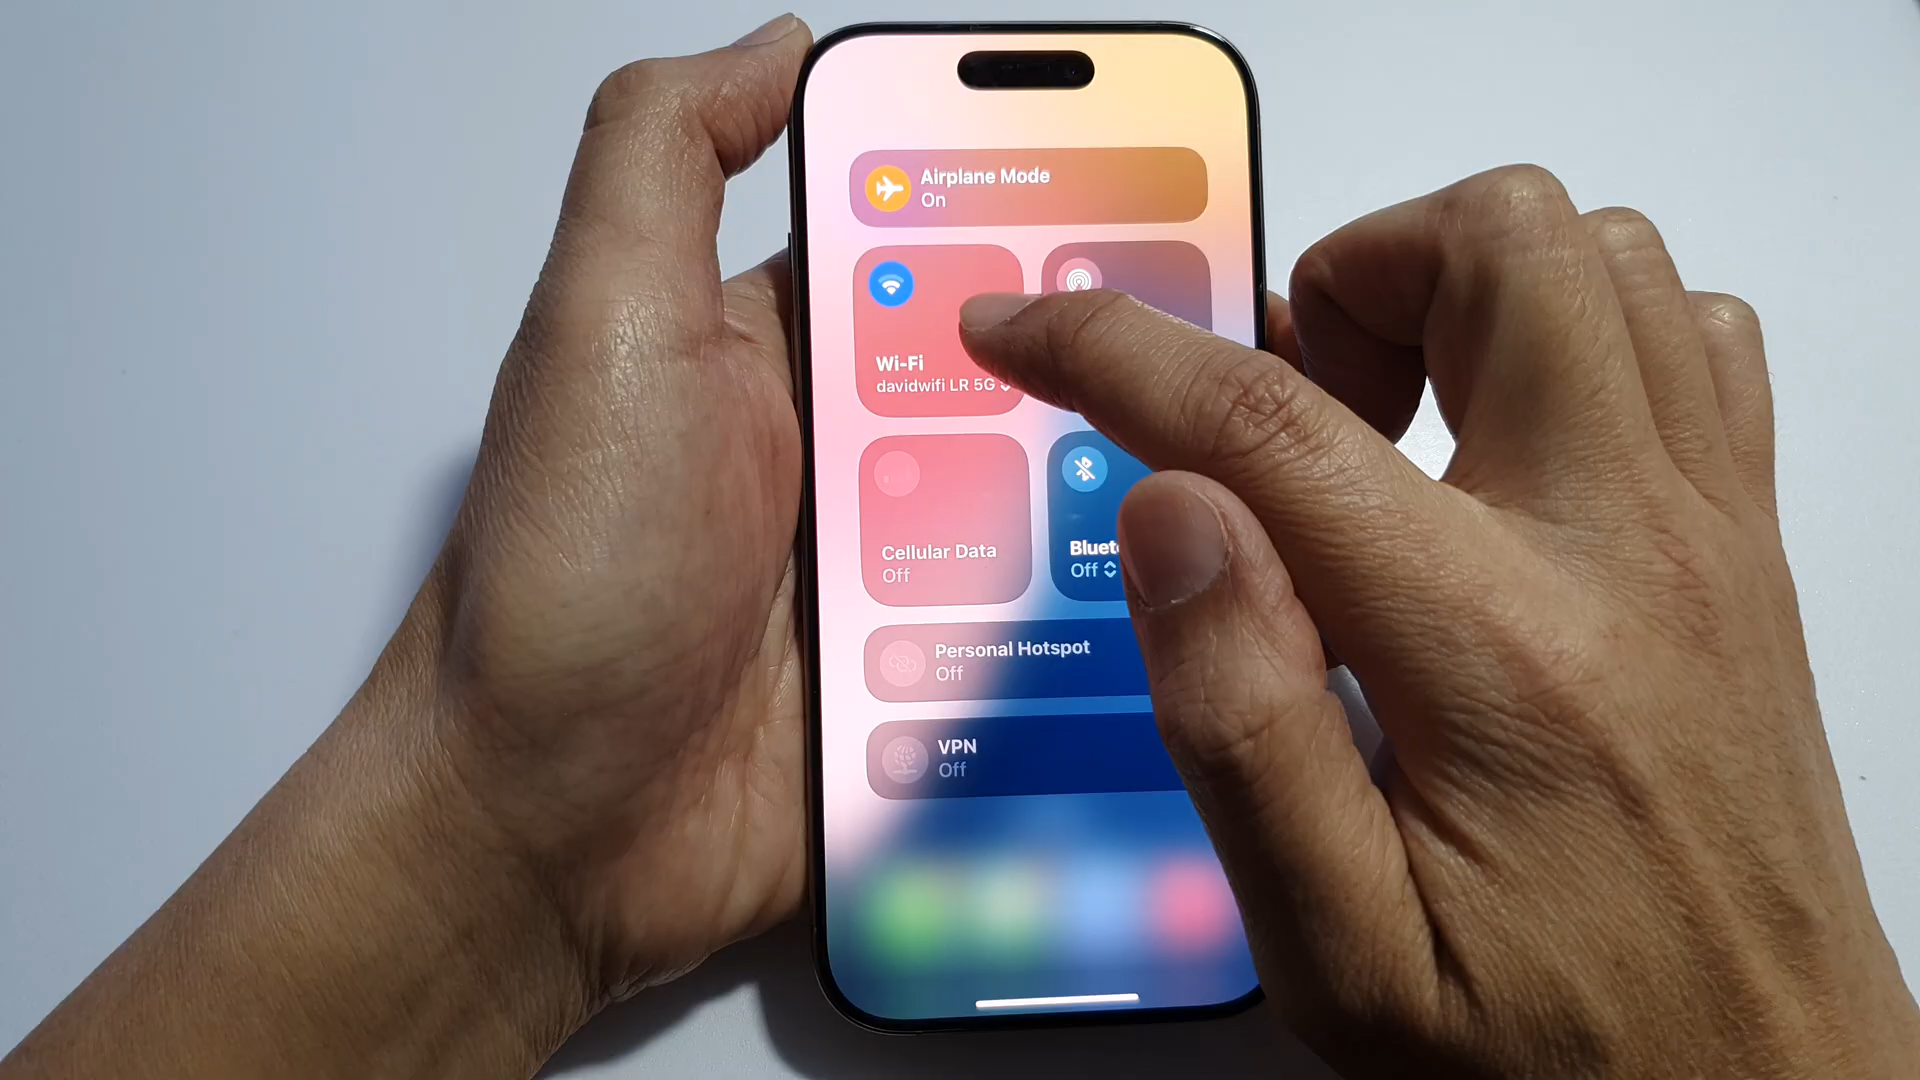 Airplane Mode
On
Wi-Fi
davidwifi LR 5G
Cellular Data
Off
Off
Personal Hotspot
Off
VPN
Off